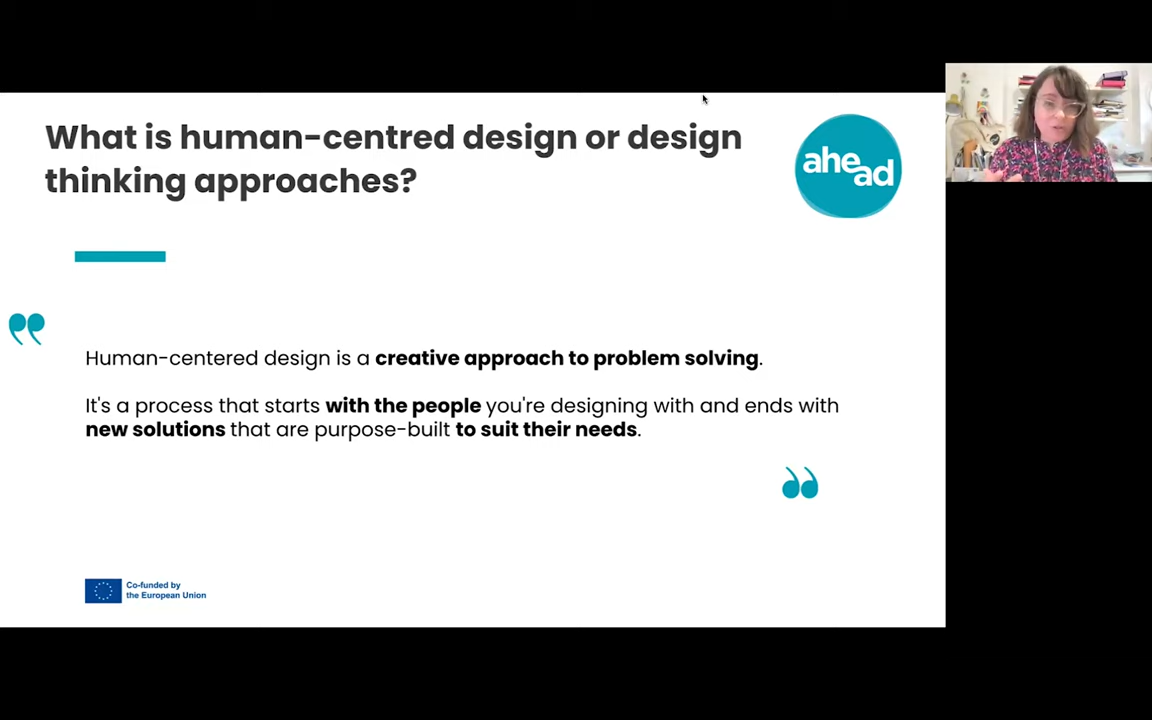 What is human-centred design or design
thinking approaches?
ahead
Human-centered design is a creative approach to problem solving.
It's a process that starts with the people you're designing with and ends with
new solutions that are purpose-built to suit their needs.
Co-funded by
the European Union